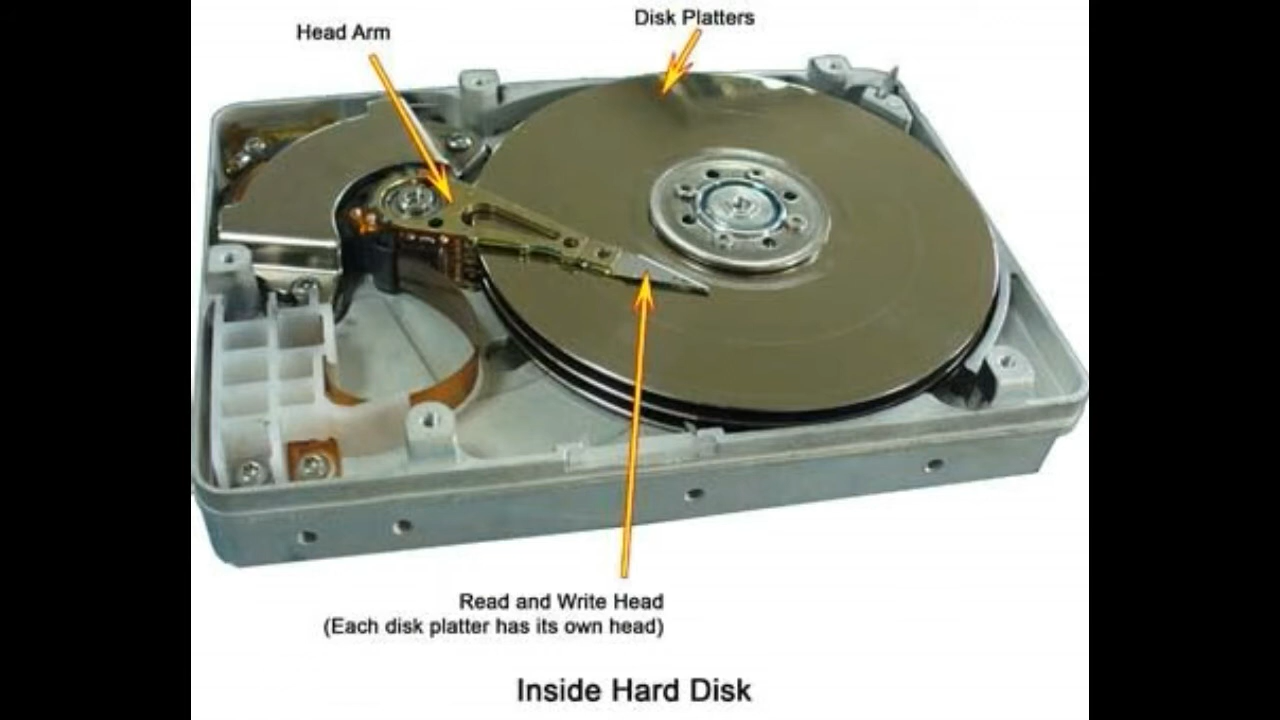 Disk Platters
Head Arm
Read and Write Head
(Each disk platter has its own head)
Inside Hard Disk